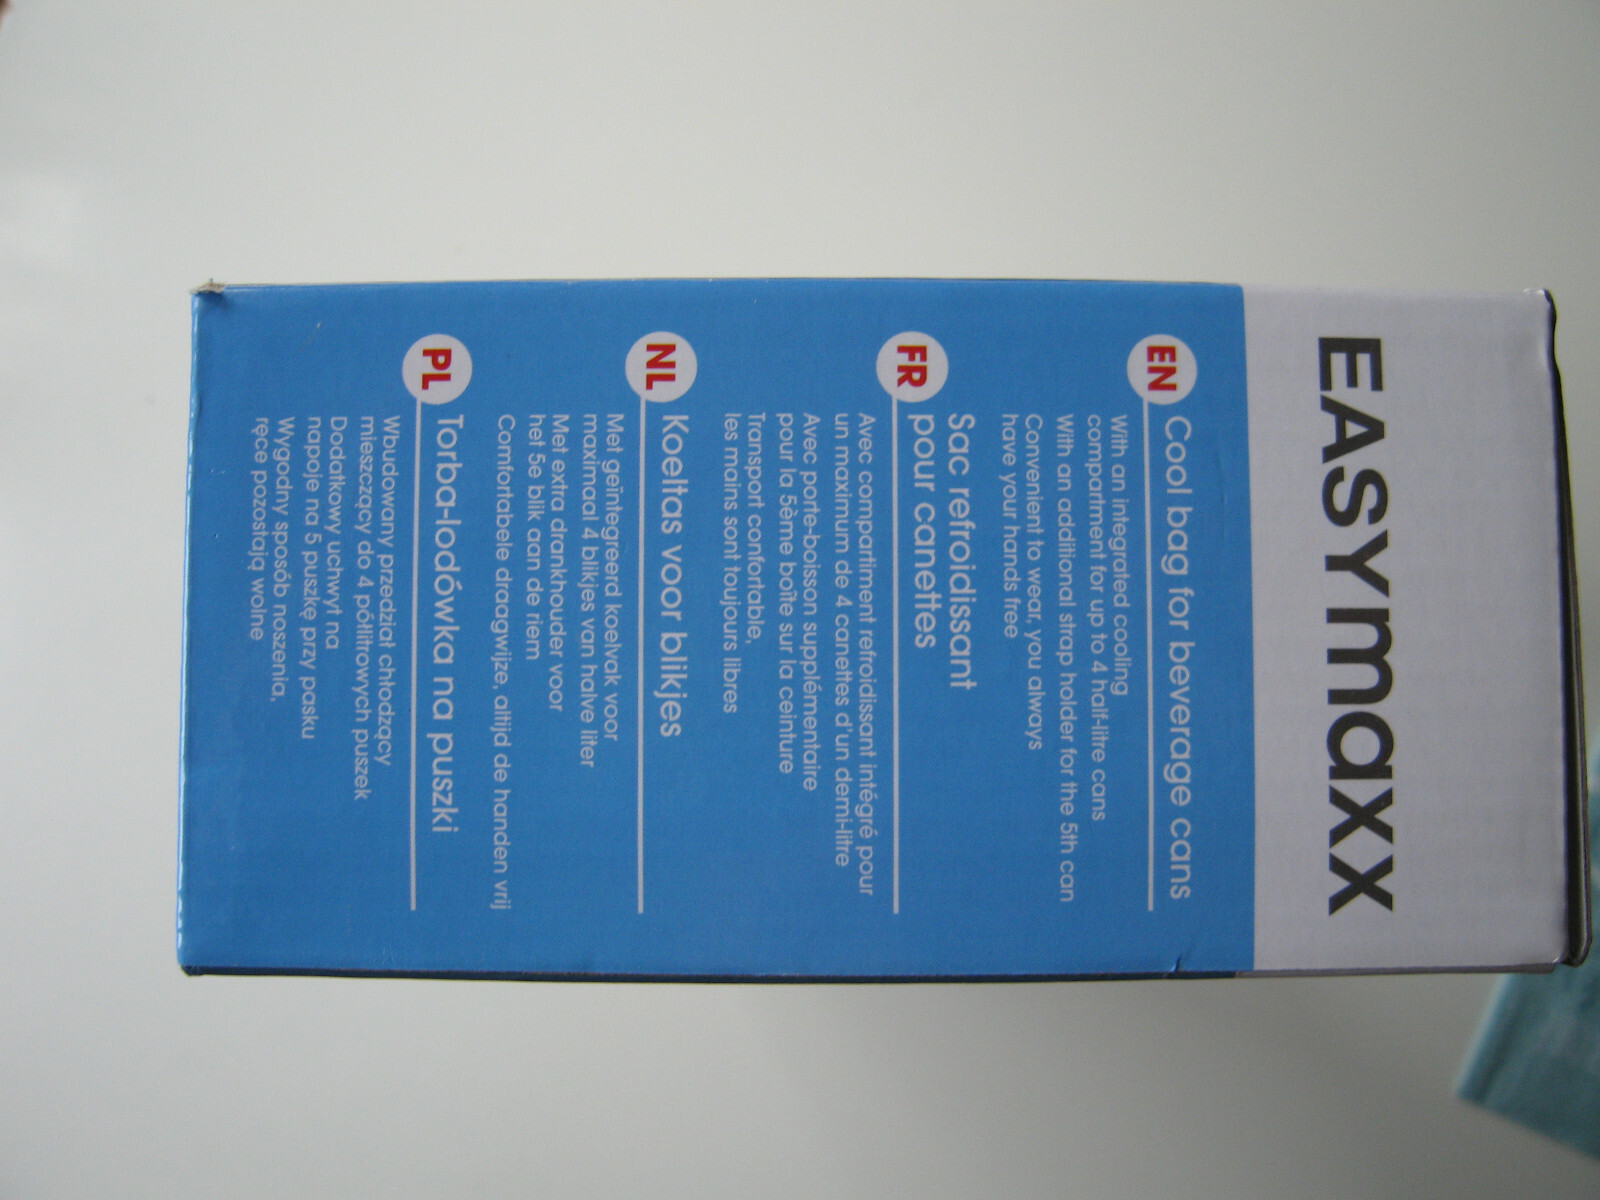 EASYmaxx
EN
Cool bag for beverage cans
With an integrated cooling
compartment for up to 4 half-litre cans
With an additional strap holder for the 5th can
Convenient to wear, you always
have your hands free
FR
Sac refroidissant
pour canettes
Avec compartiment refroidissant intégré pour
un maximum de 4 canettes d'un demi-litre
Avec porte-boisson supplémentaire
pour la 5ème boîte sur la ceinture
Transport confortable,
les mains sont toujours libres
NL
Koeltas voor blikjes
Met geïntegreerd koelvak voor
maximaal 4 blikjes van halve liter
Met extra drankhouder voor
het 5e blik aan de riem
Comfortabele draagwijze, altijd de handen vrij
PL
Torba-lodówka na puszki
Wbudowany przedział chłodzący
mieszczący do 4 półlitrowych puszek
Dodatkowy uchwyt na
napoje na 5 puszkę przy pasku
Wygodny sposób noszenia,
ręce pozostają wolne